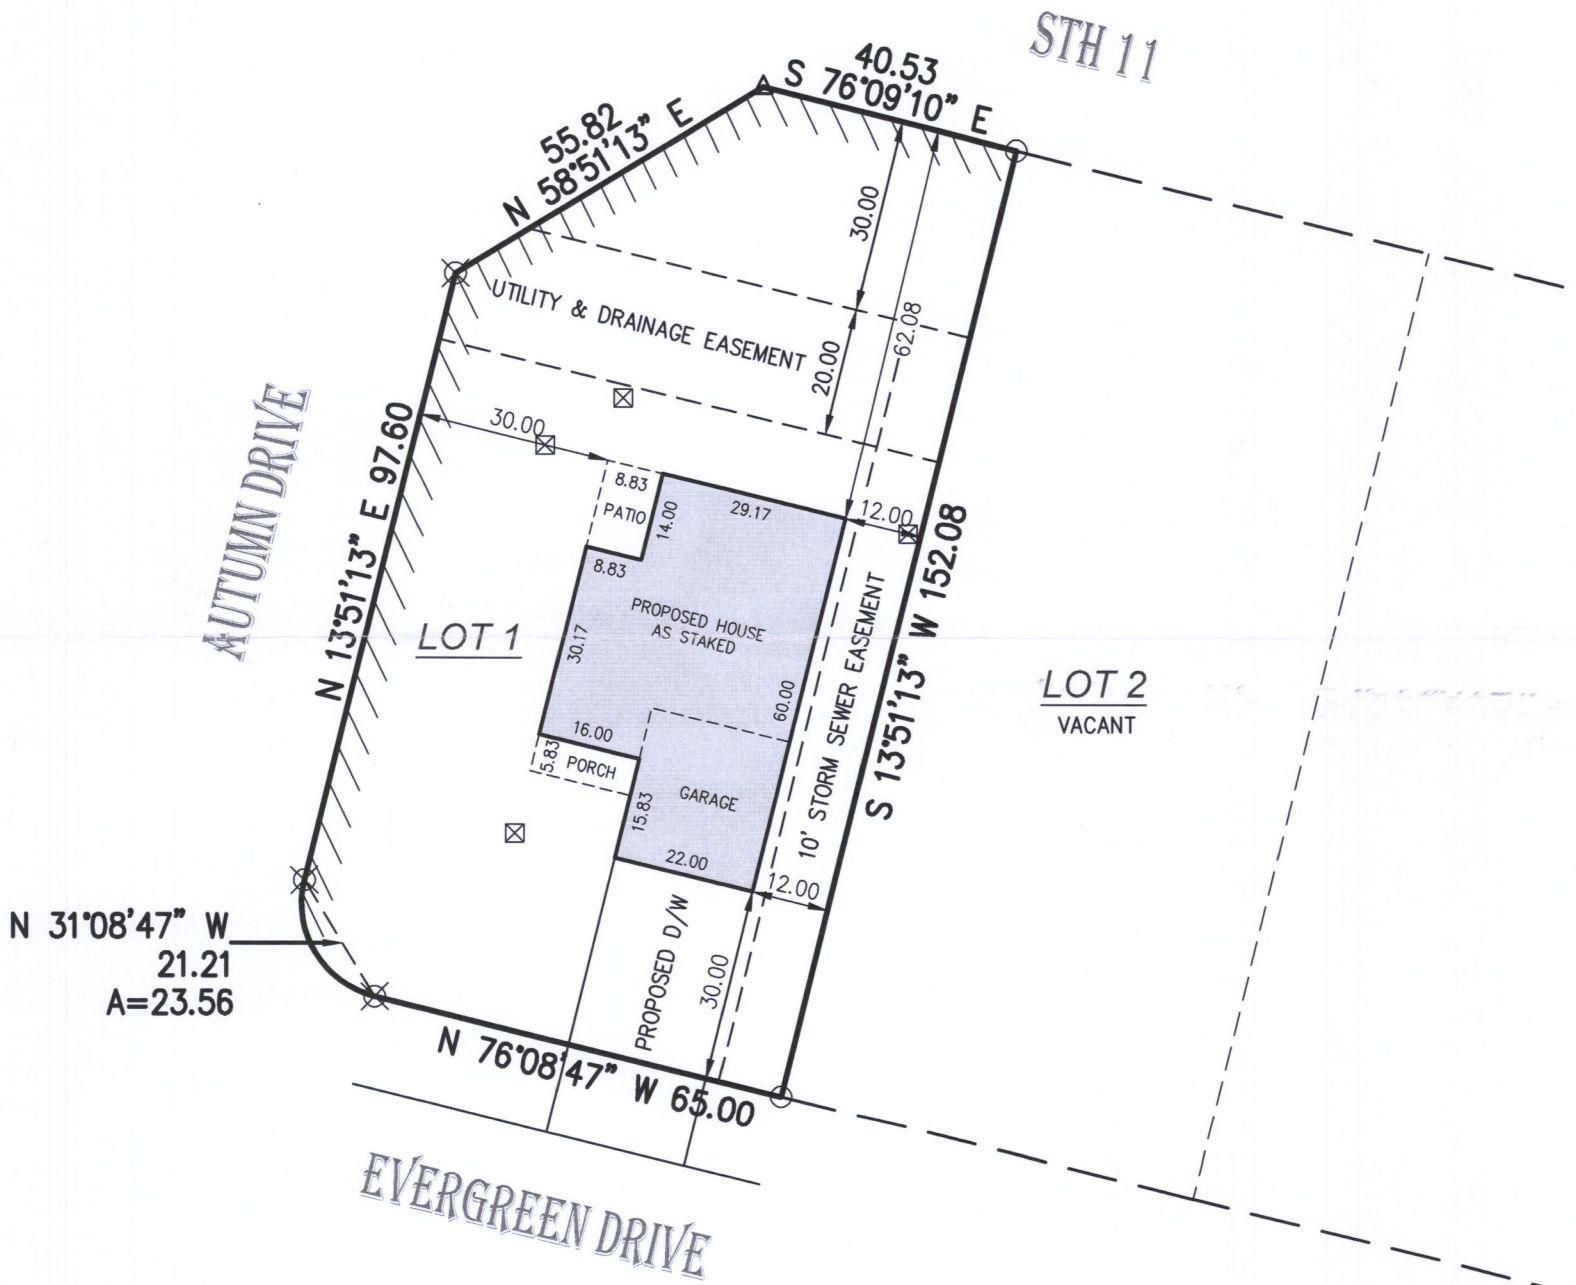 STH 11
40.53
S 76°09'10" E
55.82
N 58°51'13" E
30.00
62.08
UTILITY & DRAINAGE EASEMENT
20.00
AUTUMN DRIVE
N 13°51'13" E 97.60
30.00
8.83
PATIO
14.00
29.17
12.00
8.83
PROPOSED HOUSE
AS STAKED
30.17
60.00
LOT 1
10' STORM SEWER EASEMENT
S 13°51'13" W 152.08
LOT 2
VACANT
16.00
5.83
PORCH
15.83
GARAGE
22.00
12.00
PROPOSED D/W
30.00
N 31°08'47" W
21.21
A=23.56
N 76°08'47" W 65.00
EVERGREEN DRIVE